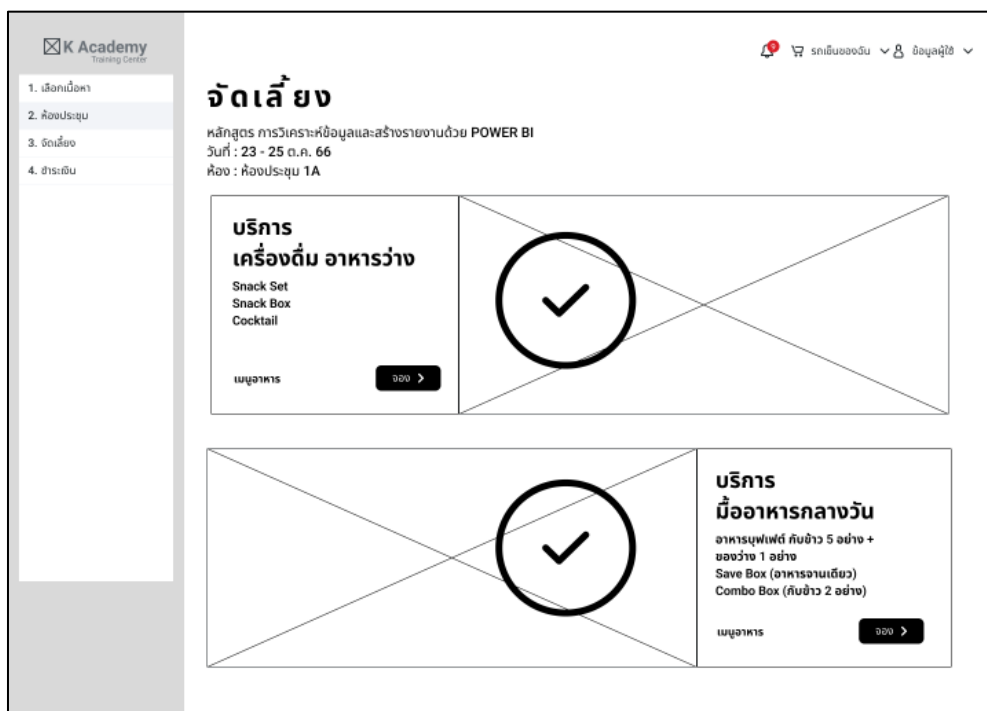 K Academy
Training Center
รถเข็นของฉัน
ข้อมูลผู้ใช้
1. เลือกเนื้อหา
2. ห้องประชุม
3. จัดเลี้ยง
4. ชำระเงิน
จัดเลี้ยง
หลักสูตร การวิเคราะห์ข้อมูลและสร้างรายงานด้วย POWER BI
วันที่ : 23 - 25 ต.ค. 66
ห้อง : ห้องประชุม 1A
บริการ
เครื่องดื่ม อาหารว่าง
Snack Set
Snack Box
Cocktail
เมนูอาหาร
จอง
บริการ
มื้ออาหารกลางวัน
อาหารบุฟเฟต์ กับข้าว 5 อย่าง +
ของว่าง 1 อย่าง
Save Box (อาหารจานเดียว)
Combo Box (กับข้าว 2 อย่าง)
เมนูอาหาร
จอง